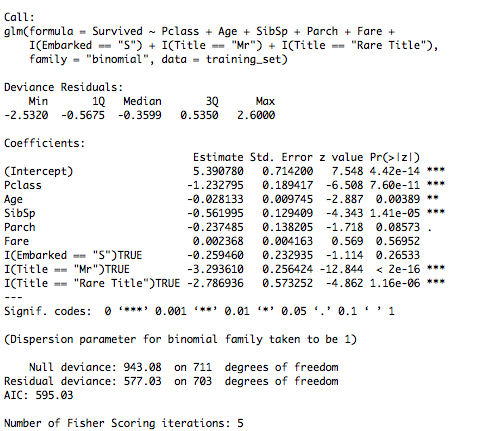 Call:
glm(formula = Survived ~ Pclass + Age + SibSp + Parch + Fare +
    I(Embarked == "S") + I(Title == "Mr") + I(Title == "Rare Title"),
    family = "binomial", data = training_set)

Deviance Residuals:
    Min      1Q  Median      3Q     Max
-2.5320 -0.5675 -0.3599  0.5350  2.6000

Coefficients:
                            Estimate Std. Error z value Pr(>|z|)
(Intercept)                 5.390780   0.714200   7.548 4.42e-14 ***
Pclass                     -1.232795   0.189417  -6.508 7.60e-11 ***
Age                        -0.028133   0.009745  -2.887  0.00389 **
SibSp                      -0.561995   0.129409  -4.343 1.41e-05 ***
Parch                      -0.237485   0.138205  -1.718  0.08573 .
Fare                        0.002368   0.004163   0.569  0.56952
I(Embarked == "S")TRUE     -0.259460   0.232935  -1.114  0.26533
I(Title == "Mr")TRUE       -3.293610   0.256424 -12.844  < 2e-16 ***
I(Title == "Rare Title")TRUE -2.786936   0.573252  -4.862 1.16e-06 ***
---
Signif. codes:  0 ‘***’ 0.001 ‘**’ 0.01 ‘*’ 0.05 ‘.’ 0.1 ‘ ’ 1

(Dispersion parameter for binomial family taken to be 1)

    Null deviance: 943.08  on 711  degrees of freedom
Residual deviance: 577.03  on 703  degrees of freedom
AIC: 595.03

Number of Fisher Scoring iterations: 5